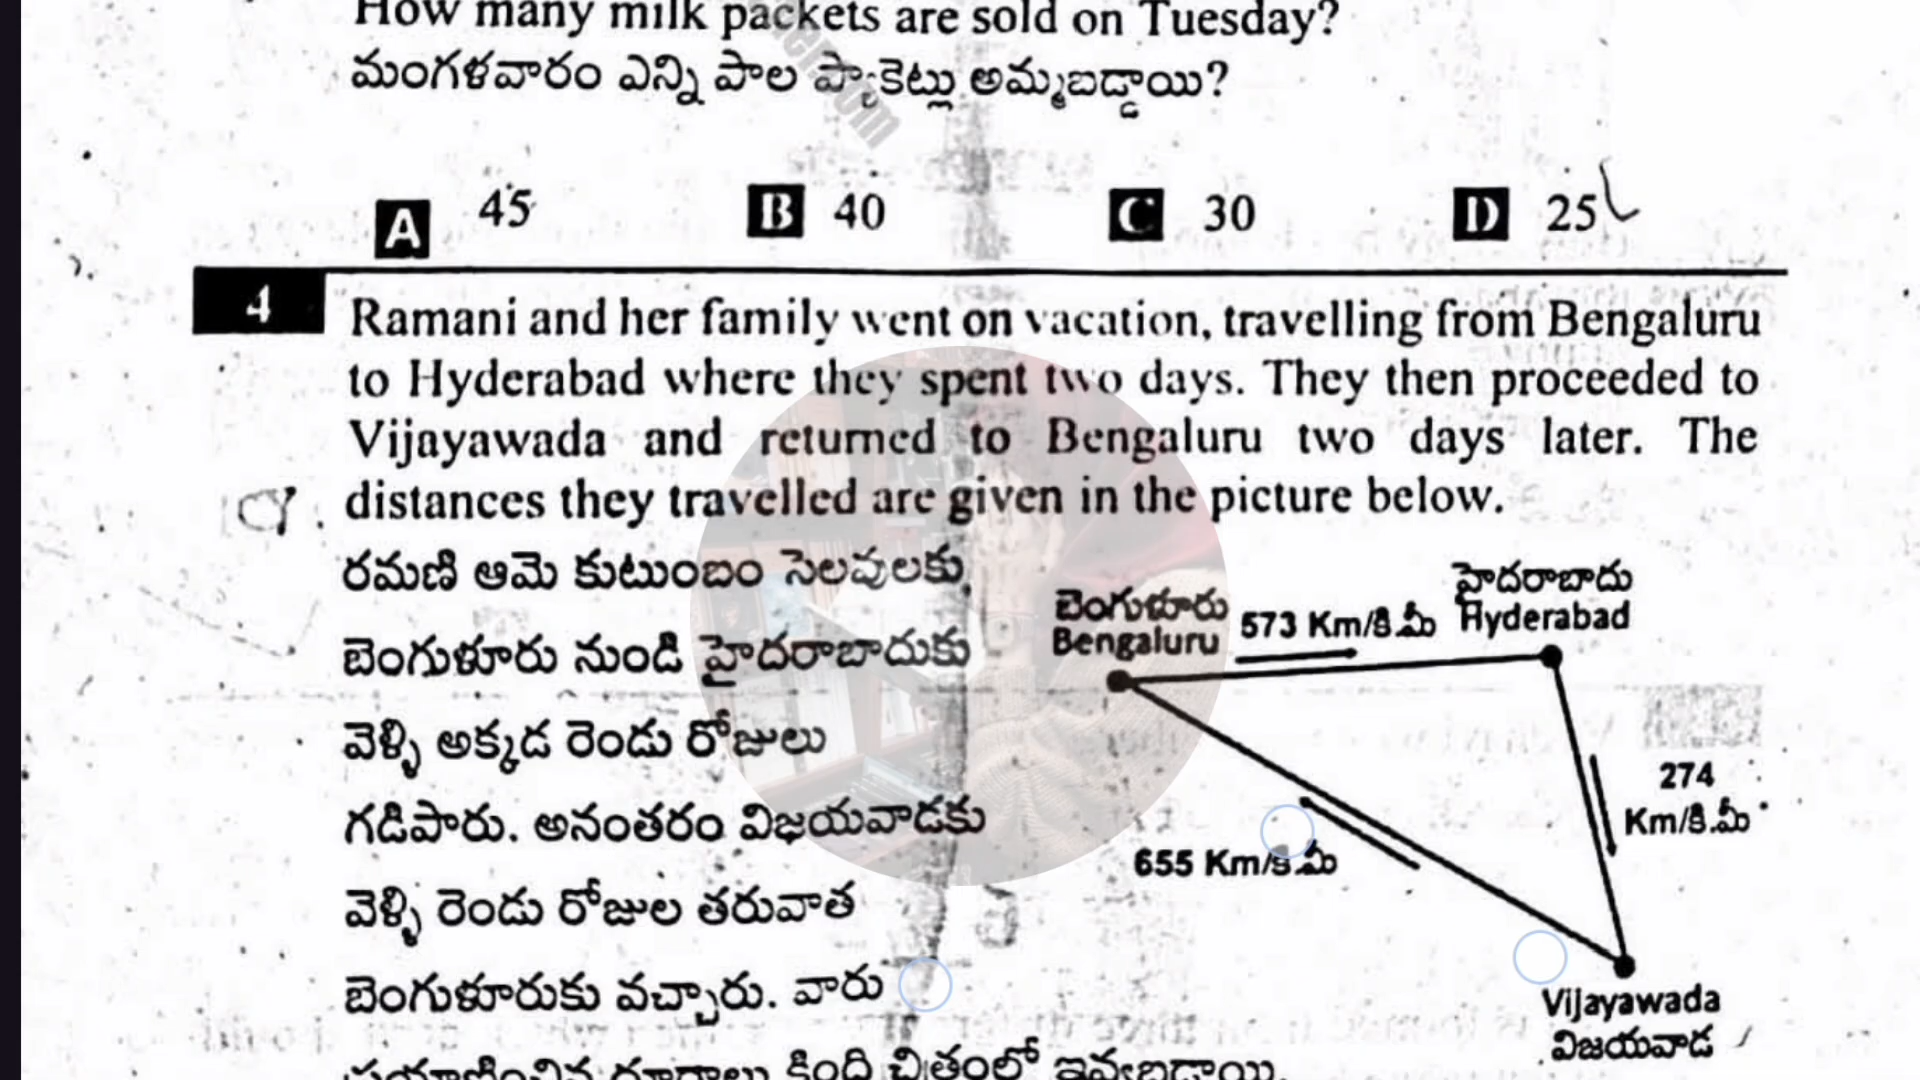 How many milk packets are sold on Tuesday?
మంగళవారం ఎన్ని పాల ప్యాకెట్లు అమ్మబడ్డాయి?
A 45 B 40 C 30 D 25
4 Ramani and her family went on vacation, travelling from Bengaluru
to Hyderabad where they spent two days. They then proceeded to
Vijayawada and returned to Bengaluru two days later. The
distances they travelled are given in the picture below.
రమణి ఆమె కుటుంబం సెలవులకు
బెంగుళూరు నుండి హైదరాబాదుకు
వెళ్ళి అక్కడ రెండు రోజులు
గడిపారు. అనంతరం విజయవాడకు
వెళ్ళి రెండు రోజుల తరువాత
బెంగుళూరుకు వచ్చారు. వారు
ప్రయాణించిన దూరాలు కింది చిత్రంలో ఇవ్వబడ్డాయి.
బెంగుళూరు
Bengaluru
573 Km/కి.మీ
హైదరాబాదు
Hyderabad
274
Km/కి.మీ
655 Km/కి.మీ
Vijayawada
విజయవాడ